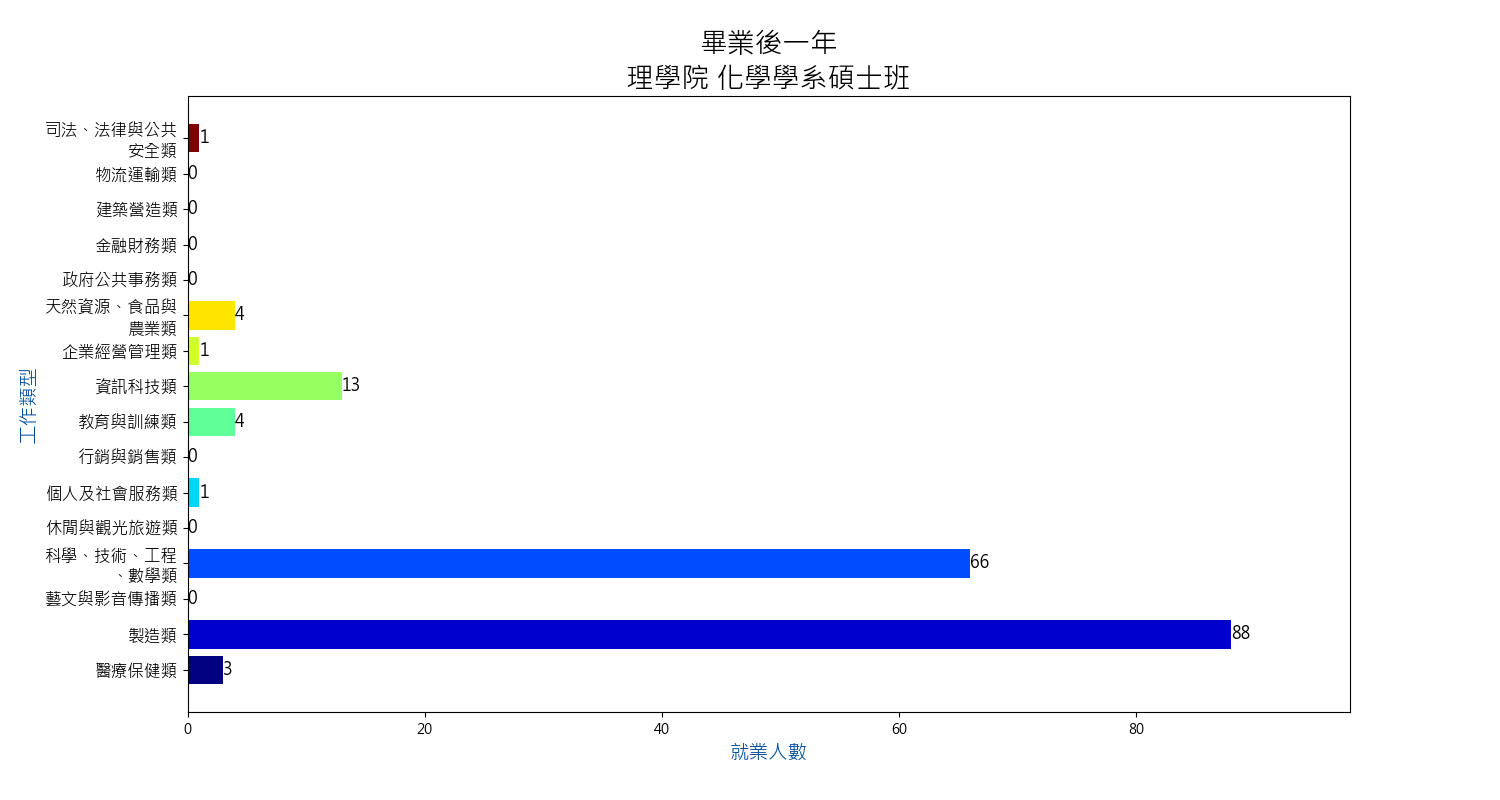 畢業後一年
理學院 化學學系碩士班
司法、法律與公共
安全類
1
物流運輸類
0
建築營造類
0
金融財務類
0
政府公共事務類
0
天然資源、食品與
農業類
4
企業經營管理類
1
資訊科技類
13
教育與訓練類
4
行銷與銷售類
0
個人及社會服務類
1
休閒與觀光旅遊類
0
科學、技術、工程
、數學類
66
藝文與影音傳播類
0
製造類
88
醫療保健類
3
工作類型
0
20
40
60
80
就業人數